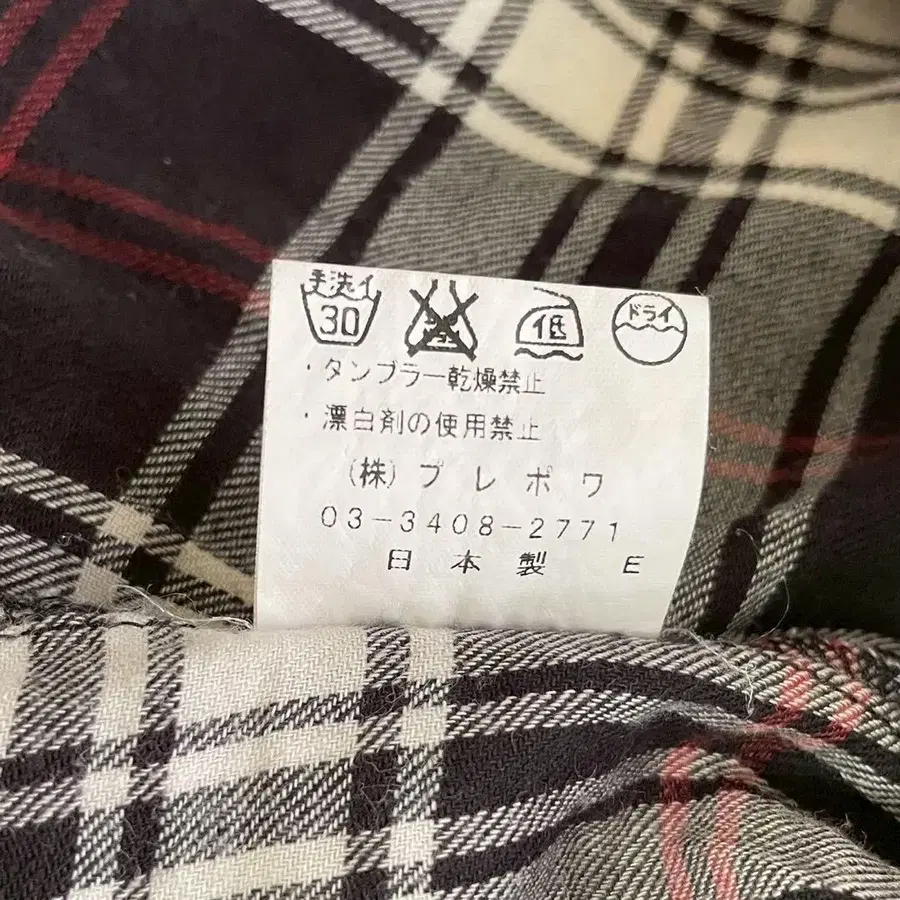 手洗イ
30
低
ドライ
・タンブラー乾燥禁止
・漂白剤の使用禁止
(株)プレポワ
03-3408-2771
日本製 E